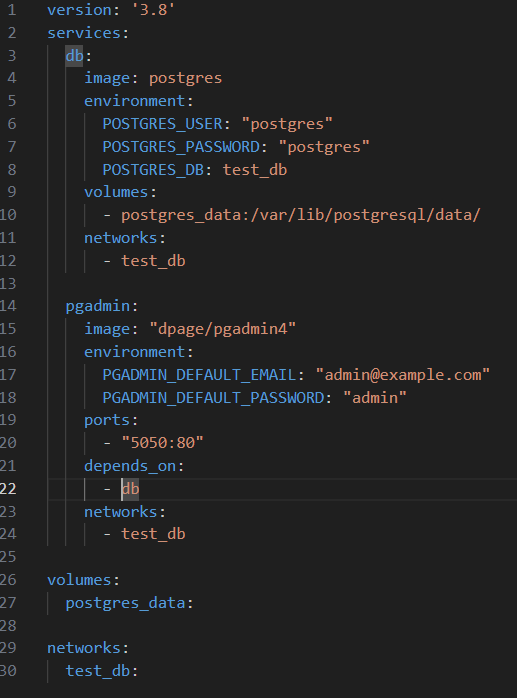 1 version: '3.8'
2 services:
3   db:
4     image: postgres
5     environment:
6       POSTGRES_USER: "postgres"
7       POSTGRES_PASSWORD: "postgres"
8       POSTGRES_DB: test_db
9     volumes:
10       - postgres_data:/var/lib/postgresql/data/
11     networks:
12       - test_db
13
14   pgadmin:
15     image: "dpage/pgadmin4"
16     environment:
17       PGADMIN_DEFAULT_EMAIL: "admin@example.com"
18       PGADMIN_DEFAULT_PASSWORD: "admin"
19     ports:
20       - "5050:80"
21     depends_on:
22       - db
23     networks:
24       - test_db
25
26 volumes:
27   postgres_data:
28
29 networks:
30   test_db: